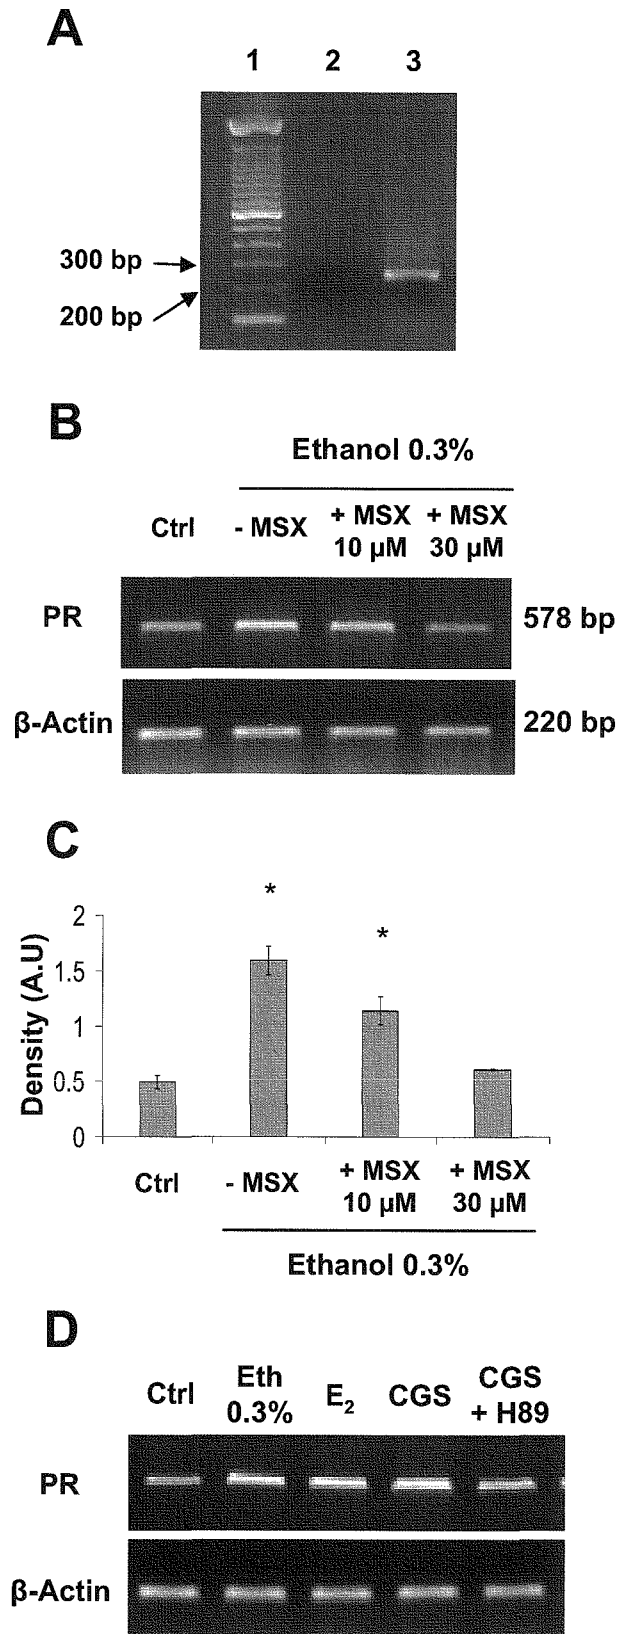 A
1 2 3
300 bp
200 bp
B
Ethanol 0.3%
Ctrl - MSX + MSX 10 µM + MSX 30 µM
PR 578 bp
β-Actin 220 bp
C
* *
2
1.5
1
0.5
0
Density (A.U)
Ctrl - MSX + MSX 10 µM + MSX 30 µM
Ethanol 0.3%
D
Ctrl Eth 0.3% E₂ CGS CGS + H89
PR
β-Actin